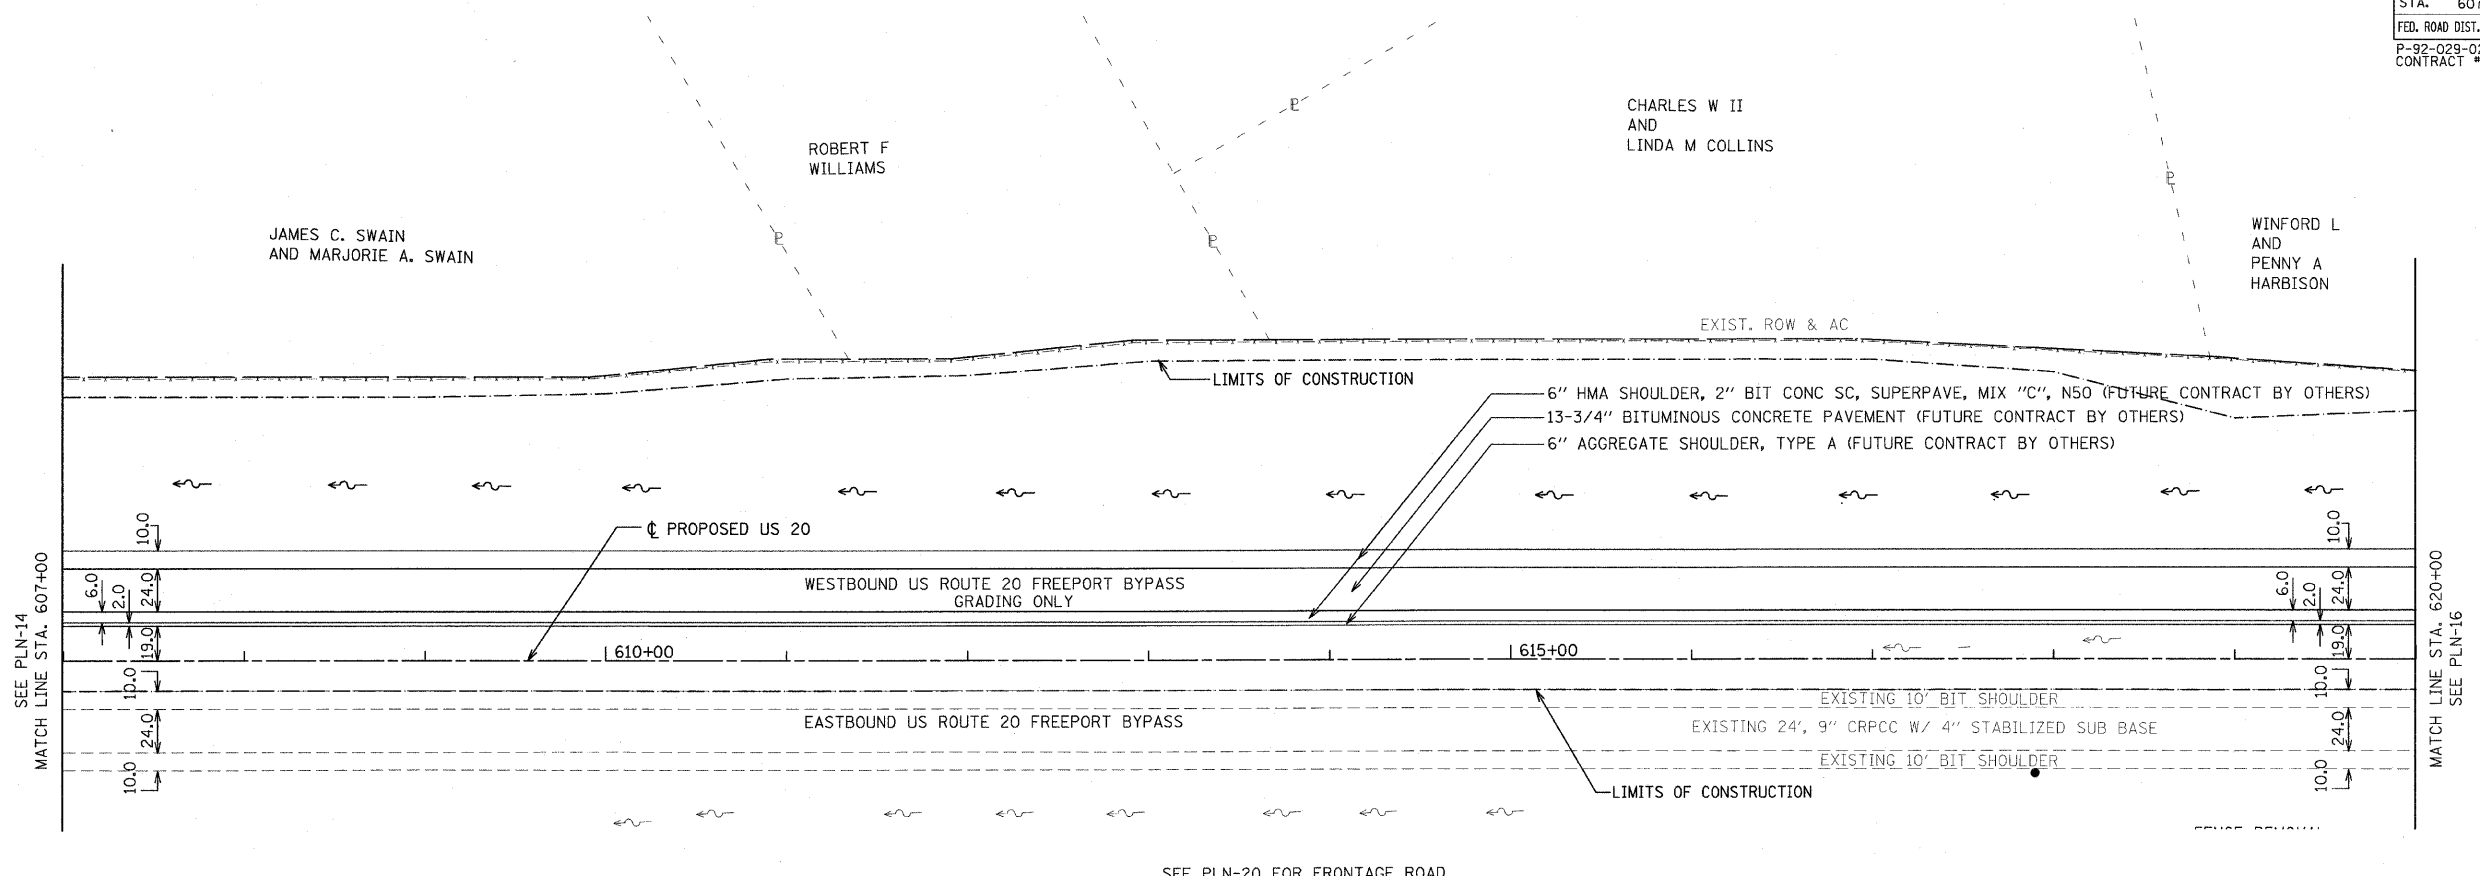 STA. 607
FED. ROAD DIST.
P-92-029-02
CONTRACT #
CHARLES W II
AND
LINDA M COLLINS
ROBERT F
WILLIAMS
JAMES C. SWAIN
AND MARJORIE A. SWAIN
WINFORD L
AND
PENNY A
HARBISON
PL
PL
PL
PL
EXIST. ROW & AC
LIMITS OF CONSTRUCTION
6" HMA SHOULDER, 2" BIT CONC SC, SUPERPAVE, MIX "C", N50 (FUTURE CONTRACT BY OTHERS)
13-3/4" BITUMINOUS CONCRETE PAVEMENT (FUTURE CONTRACT BY OTHERS)
6" AGGREGATE SHOULDER, TYPE A (FUTURE CONTRACT BY OTHERS)
℄ PROPOSED US 20
WESTBOUND US ROUTE 20 FREEPORT BYPASS
GRADING ONLY
SEE PLN-14
MATCH LINE STA. 607+00
10.0
6.0
2.0
24.0
19.0
10.0
24.0
10.0
610+00
615+00
10.0
6.0
2.0
24.0
19.0
10.0
24.0
10.0
MATCH LINE STA. 620+00
SEE PLN-16
EASTBOUND US ROUTE 20 FREEPORT BYPASS
EXISTING 10' BIT SHOULDER
EXISTING 24', 9" CRPCC W/ 4" STABILIZED SUB BASE
EXISTING 10' BIT SHOULDER
LIMITS OF CONSTRUCTION
SEE PLN-20 FOR FRONTAGE ROAD